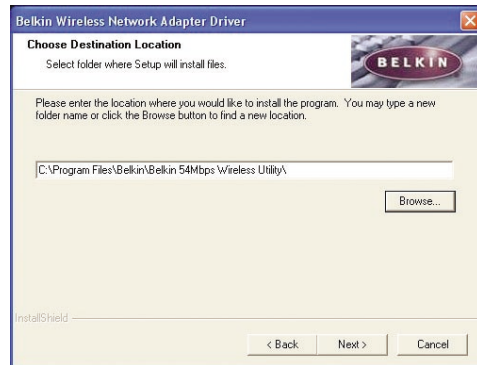 Belkin Wireless Network Adapter Driver
Choose Destination Location
Select folder where Setup will install files.
BELKIN
Please enter the location where you would like to install the program. You may type a new
folder name or click the Browse button to find a new location.
C:\Program Files\Belkin\Belkin 54Mbps Wireless Utility\
Browse...
InstallShield
< Back
Next >
Cancel